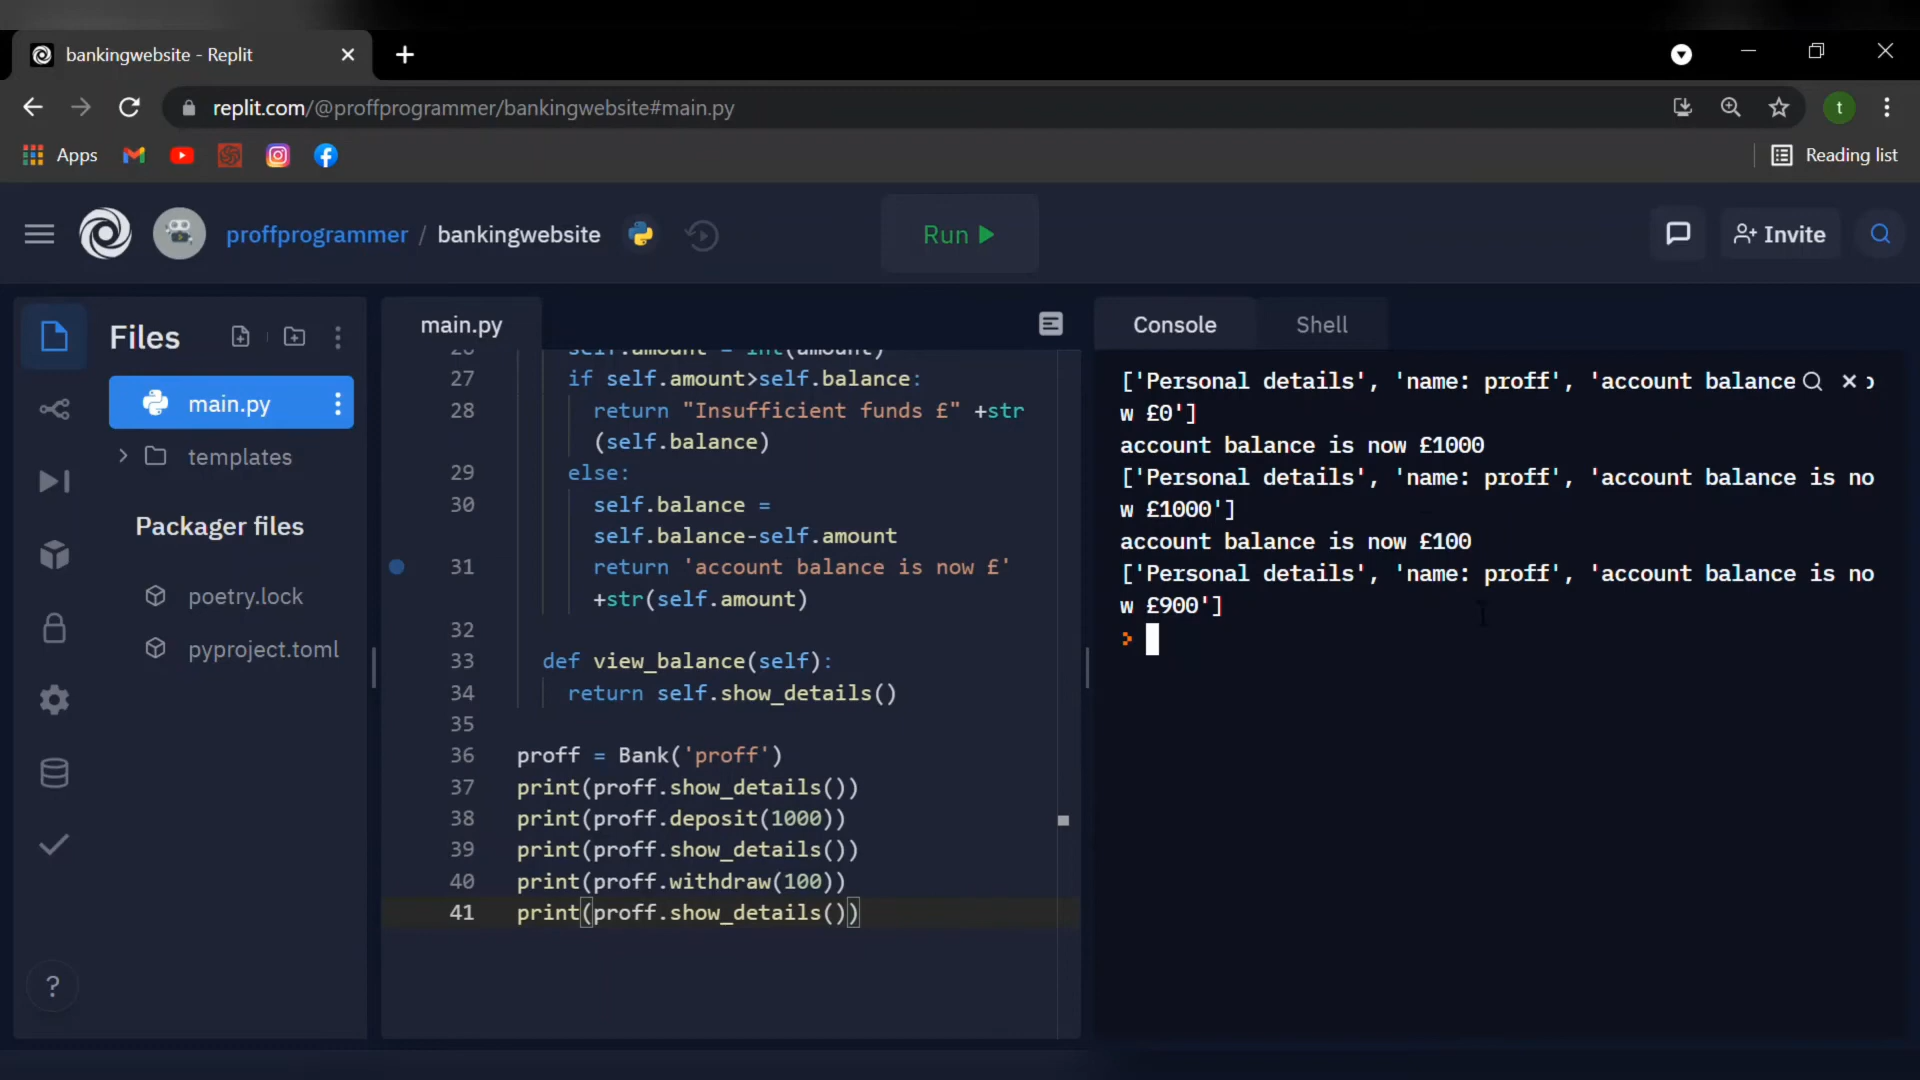 bankingwebsite - Replit
replit.com/@proffprogrammer/bankingwebsite#main.py
t
Apps
Reading list
proffprogrammer / bankingwebsite
Run
Invite
Files
main.py
templates
Packager files
poetry.lock
pyproject.toml
?
main.py
26 self.amount = int(amount)
27 if self.amount>self.balance:
28 return "Insufficient funds £" +str
(self.balance)
29 else:
30 self.balance =
self.balance-self.amount
31 return 'account balance is now £'
+str(self.amount)
32
33 def view_balance(self):
34 return self.show_details()
35
36 proff = Bank('proff')
37 print(proff.show_details())
38 print(proff.deposit(1000))
39 print(proff.show_details())
40 print(proff.withdraw(100))
41 print(proff.show_details())
Console Shell
['Personal details', 'name: proff', 'account balance
w £0']
account balance is now £1000
['Personal details', 'name: proff', 'account balance is no
w £1000']
account balance is now £100
['Personal details', 'name: proff', 'account balance is no
w £900']